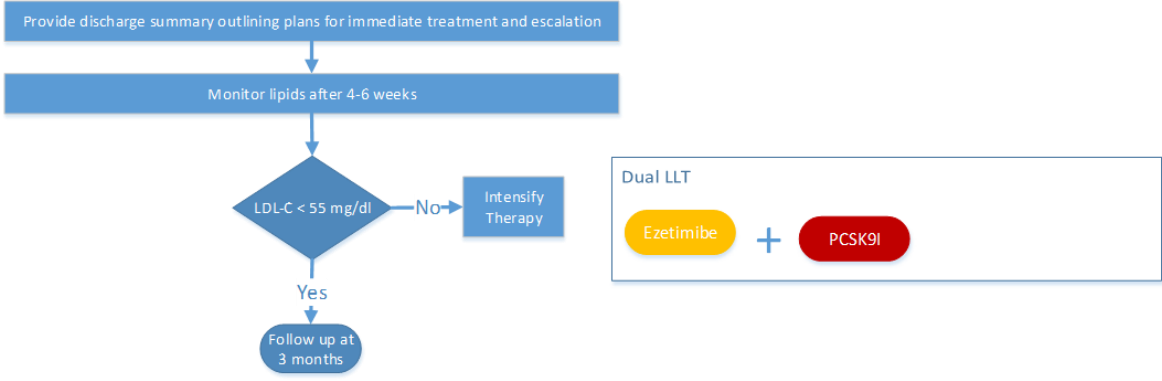 Provide discharge summary outlining plans for immediate treatment and escalation
Monitor lipids after 4-6 weeks
LDL-C < 55 mg/dl
No
Intensify
Therapy
Yes
Follow up at
3 months
Dual LLT
Ezetimibe
+
PCSK9I